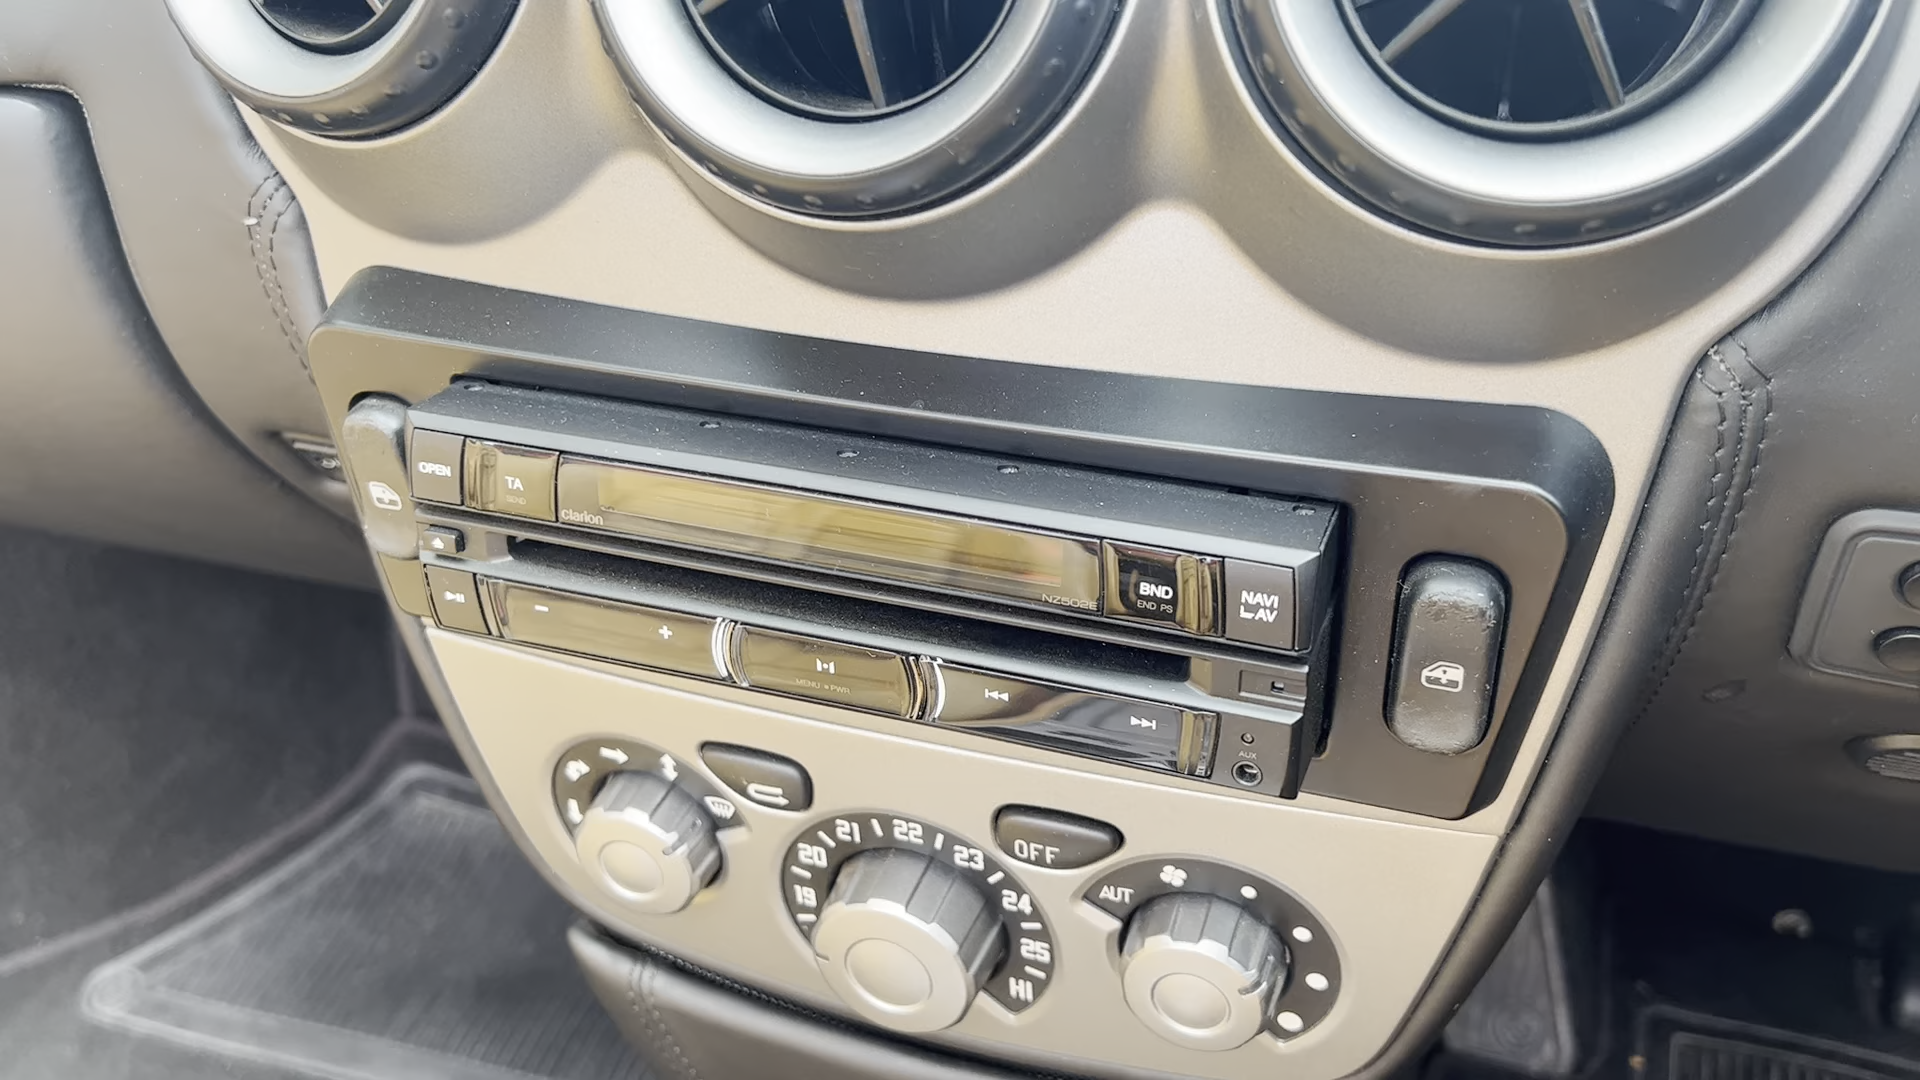 OPEN
TA
SEND
clarion
NZ502E
BND
END PS
NAVI
AV
MENU PWR
AUX
OFF
19
20
21
22
23
24
25
HI
AUT